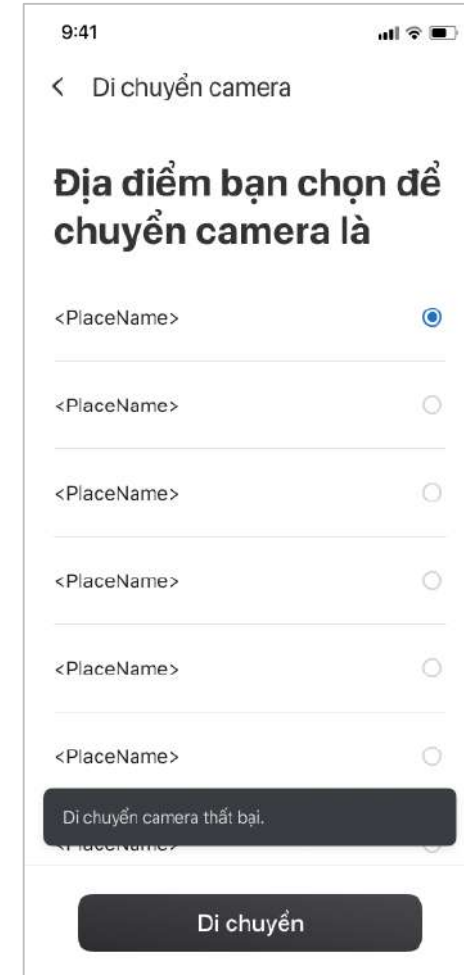 9:41
Di chuyển camera
Địa điểm bạn chọn để
chuyển camera là
<PlaceName>
<PlaceName>
<PlaceName>
<PlaceName>
<PlaceName>
<PlaceName>
Di chuyển camera thất bại.
<PlaceName>
Di chuyển